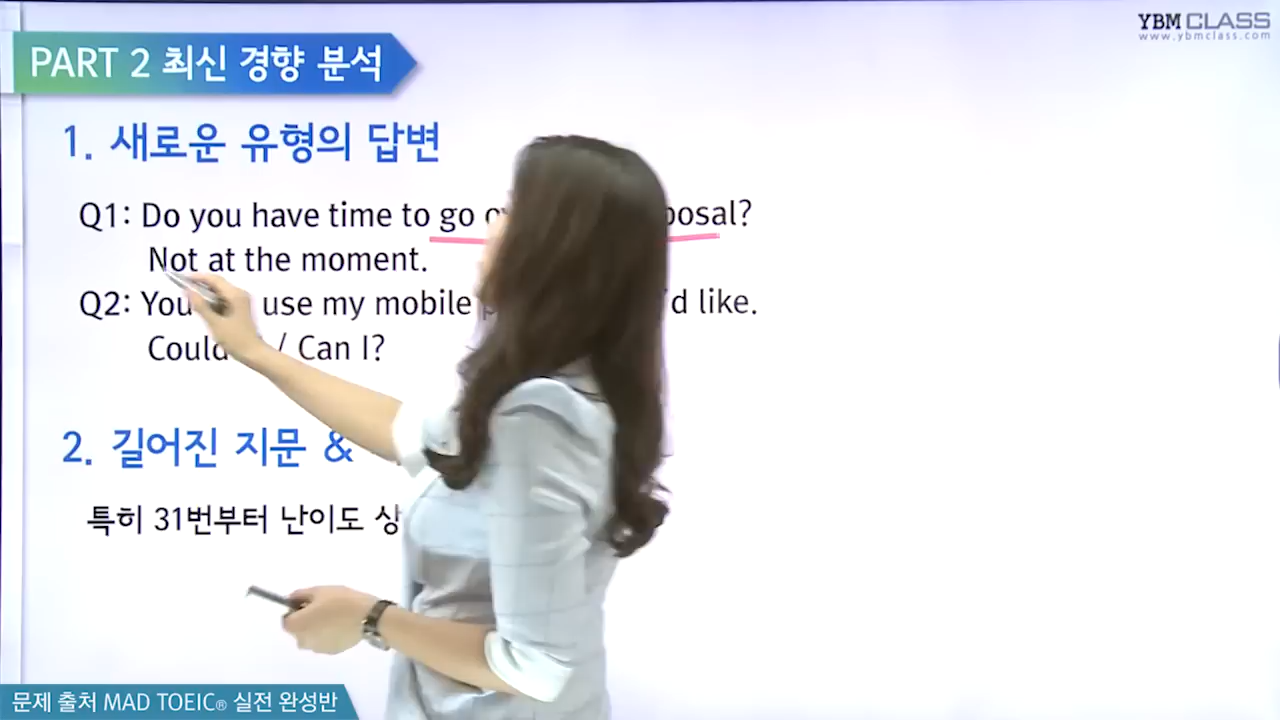 YBM CLASS
www.ybmclass.com
PART 2 최신 경향 분석
1. 새로운 유형의 답변
Q1: Do you have time to go posal?
Not at the moment.
Q2: You use my mobile 'd like.
Could / Can I?
2. 길어진 지문 &
특히 31번부터 난이도 상
문제 출처 MAD TOEIC® 실전 완성반